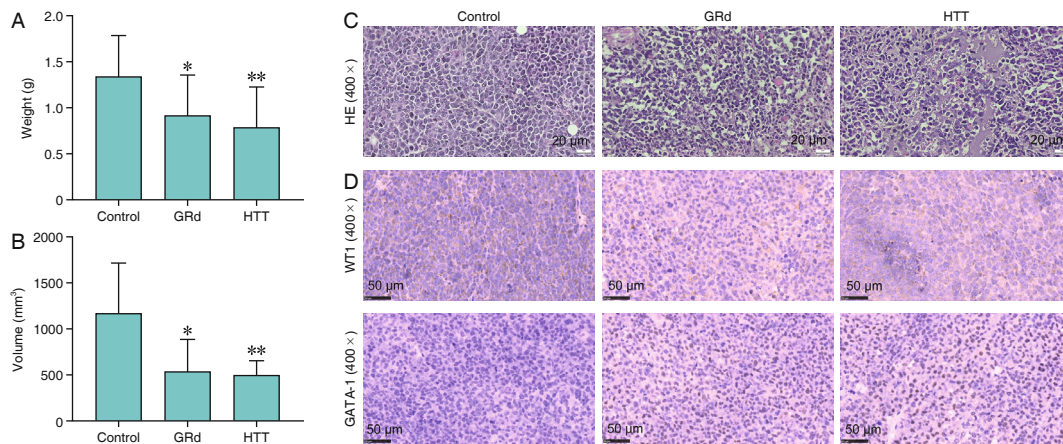 A
Weight (g)
2.0
1.5
1.0
0.5
0
*
**
Control GRd HTT
B
Volume (mm³)
2000
1500
1000
500
0
*
**
Control GRd HTT
C
Control GRd HTT
HE (400 ×)
20 μm 20 μm 20 μm
D
WT1 (400 ×)
50 μm 50 μm 50 μm
GATA-1 (400 ×)
50 μm 50 μm 50 μm